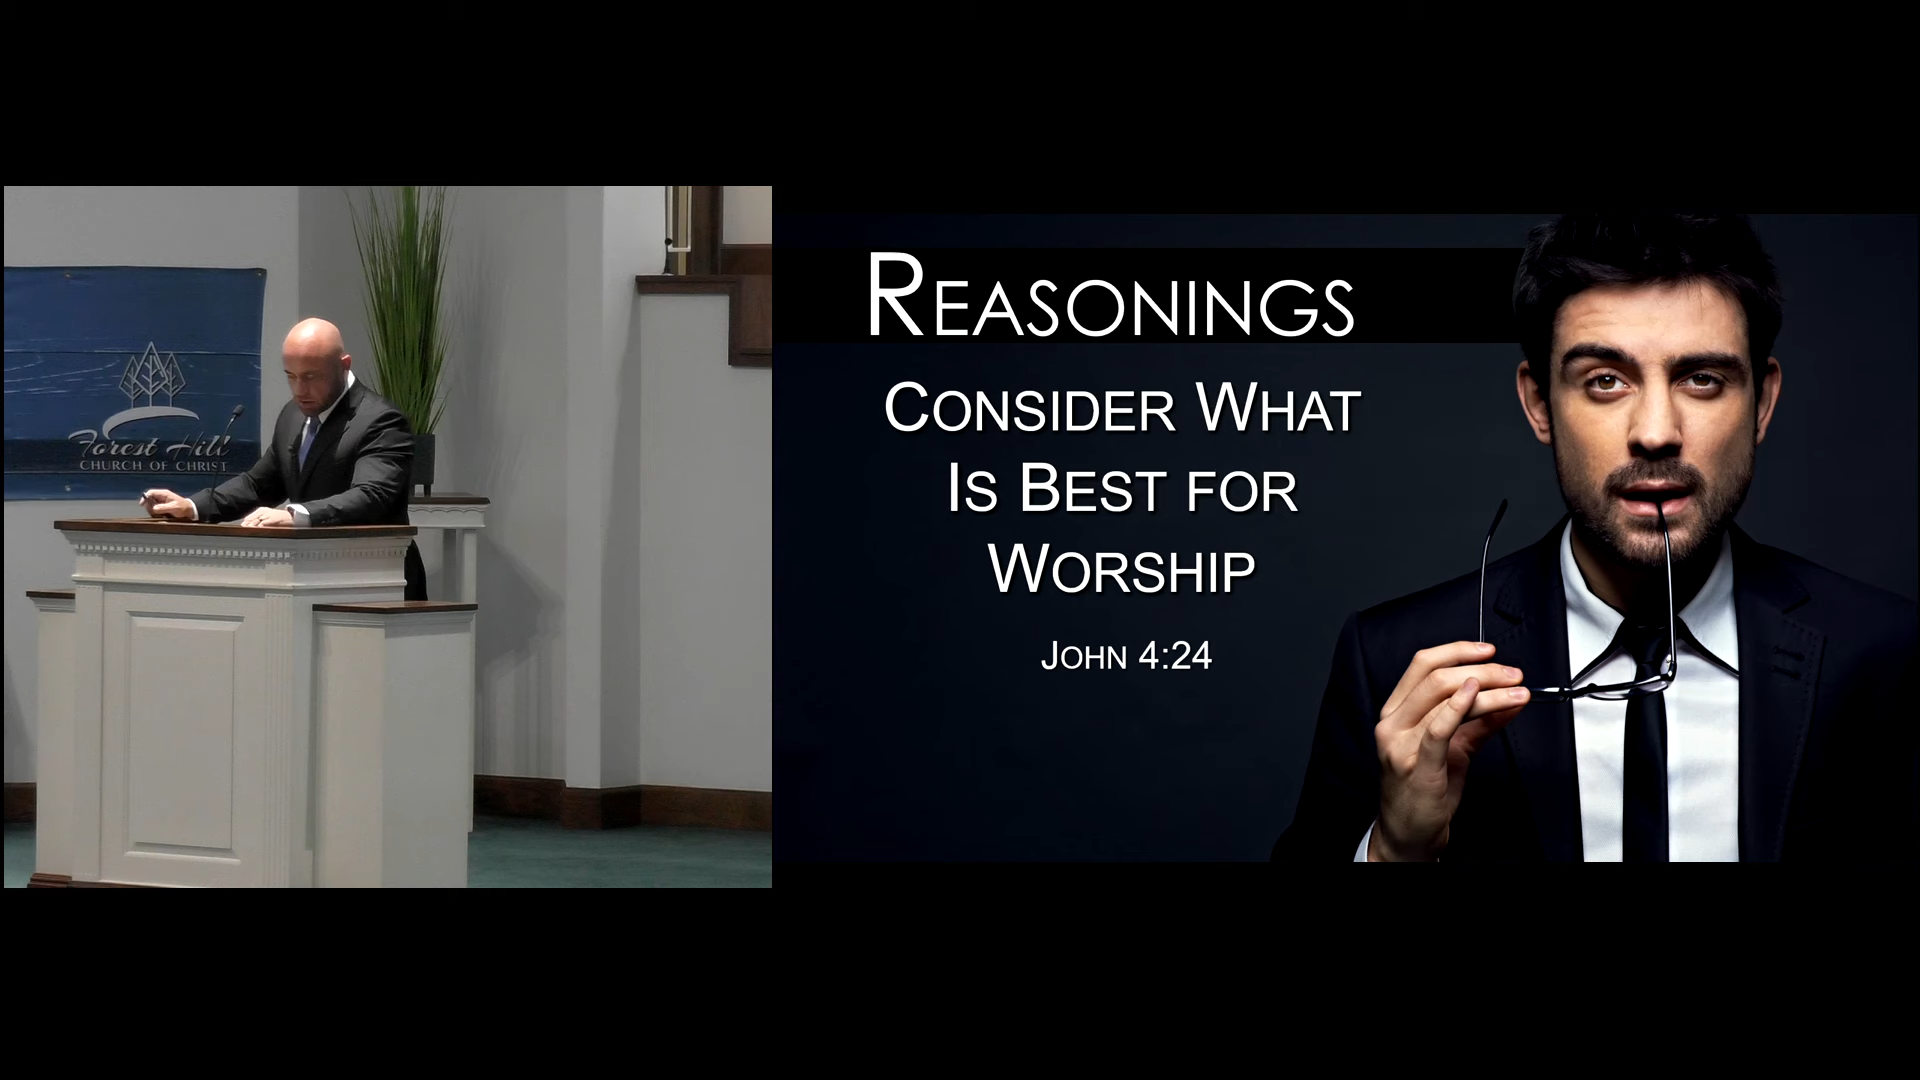 Forest Hill
CHURCH OF CHRIST
REASONINGS
CONSIDER WHAT
IS BEST FOR
WORSHIP
JOHN 4:24